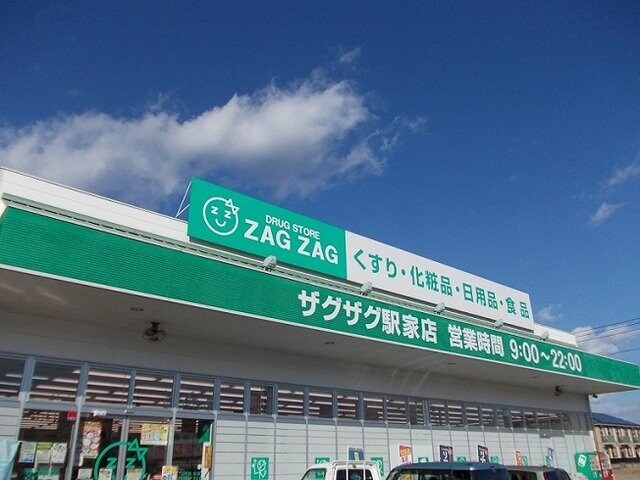 DRUG STORE
ZAG ZAG
くすり・化粧品・日用品・食品
ザグザグ駅家店 営業時間 9:00～22:00